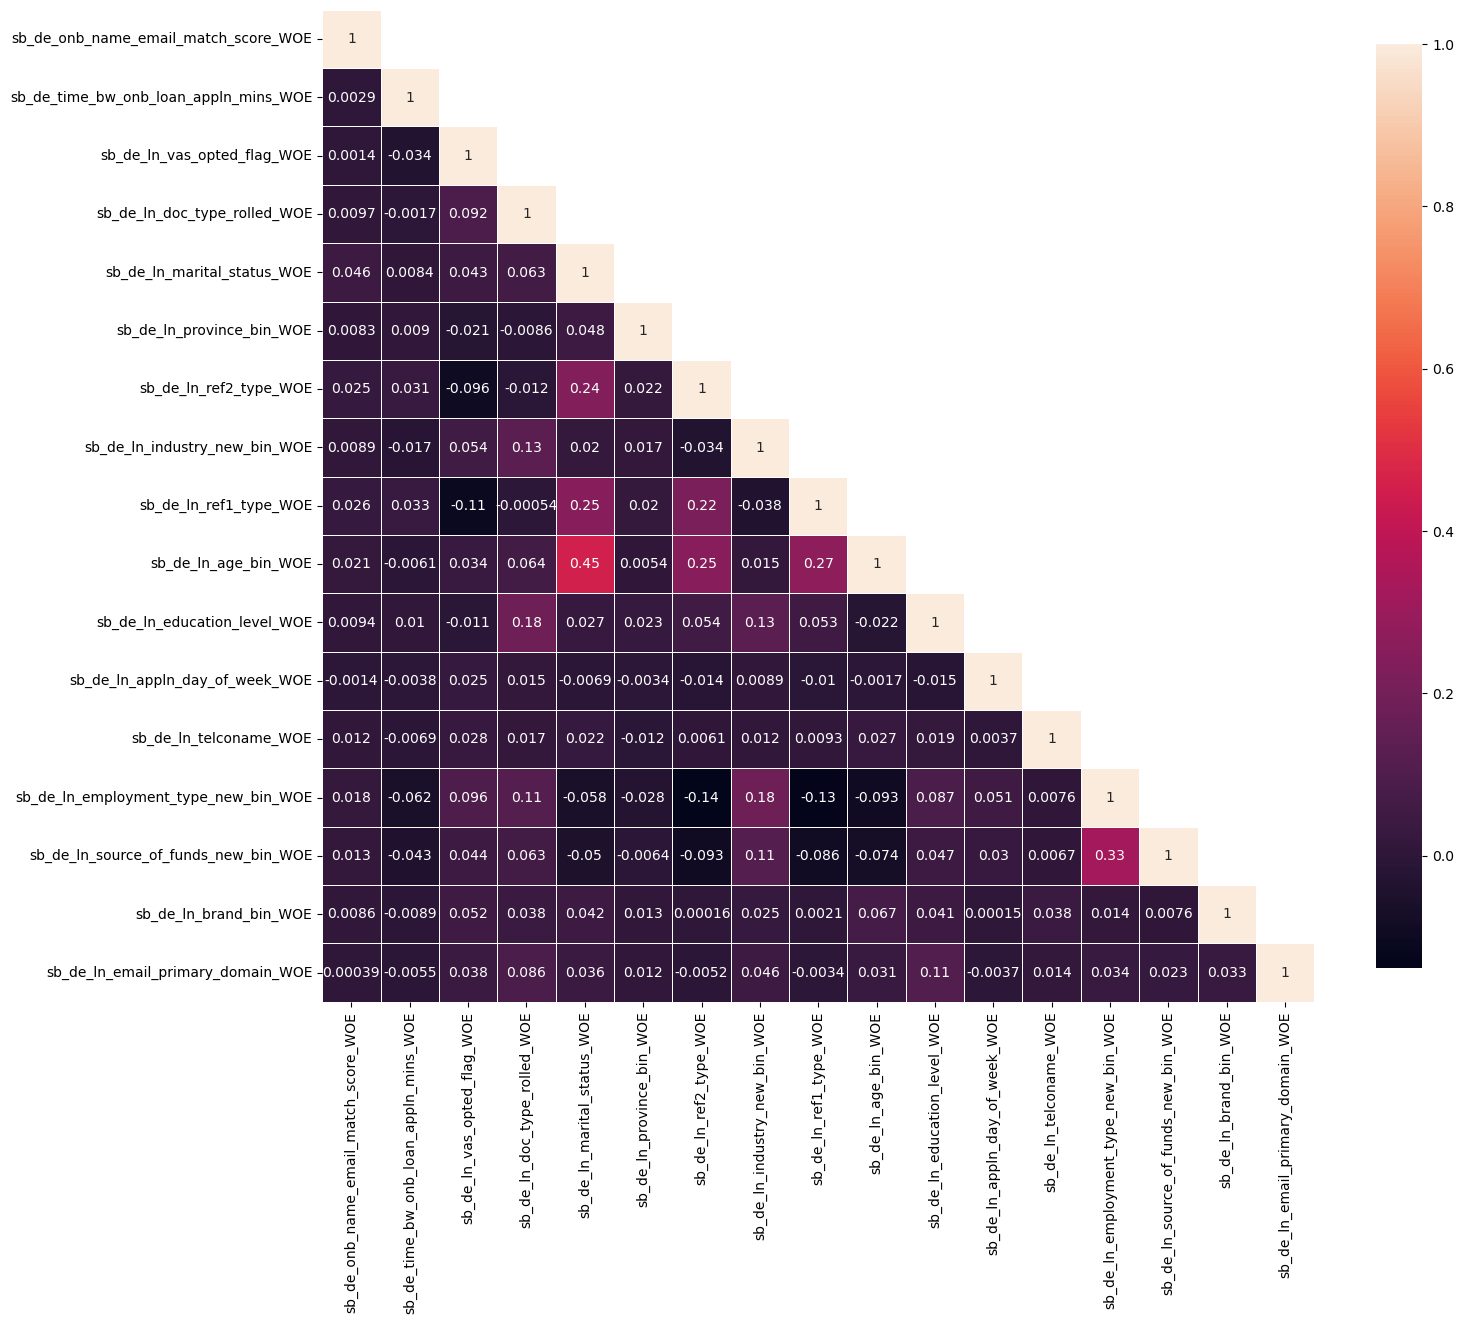 sb_de_onb_name_email_match_score_WOE 1
sb_de_time_bw_onb_loan_appln_mins_WOE 0.0029 1
sb_de_ln_vas_opted_flag_WOE 0.0014 -0.034 1
sb_de_ln_doc_type_rolled_WOE 0.0097 -0.0017 0.092 1
sb_de_ln_marital_status_WOE 0.046 0.0084 0.043 0.063 1
sb_de_ln_province_bin_WOE 0.0083 0.009 -0.021 -0.0086 0.048 1
sb_de_ln_ref2_type_WOE 0.025 0.031 -0.096 -0.012 0.24 0.022 1
sb_de_ln_industry_new_bin_WOE 0.0089 -0.017 0.054 0.13 0.02 0.017 -0.034 1
sb_de_ln_ref1_type_WOE 0.026 0.033 -0.11 -0.00054 0.25 0.02 0.22 -0.038 1
sb_de_ln_age_bin_WOE 0.021 -0.0061 0.034 0.064 0.45 0.0054 0.25 0.015 0.27 1
sb_de_ln_education_level_WOE 0.0094 0.01 -0.011 0.18 0.027 0.023 0.054 0.13 0.053 -0.022 1
sb_de_ln_appln_day_of_week_WOE -0.0014 -0.0038 0.025 0.015 -0.0069 -0.0034 -0.014 0.0089 -0.01 -0.0017 -0.015 1
sb_de_ln_telconame_WOE 0.012 -0.0069 0.028 0.017 0.022 -0.012 0.0061 0.012 0.0093 0.027 0.019 0.0037 1
sb_de_ln_employment_type_new_bin_WOE 0.018 -0.062 0.096 0.11 -0.058 -0.028 -0.14 0.18 -0.13 -0.093 0.087 0.051 0.0076 1
sb_de_ln_source_of_funds_new_bin_WOE 0.013 -0.043 0.044 0.063 -0.05 -0.0064 -0.093 0.11 -0.086 -0.074 0.047 0.03 0.0067 0.33 1
sb_de_ln_brand_bin_WOE 0.0086 -0.0089 0.052 0.038 0.042 0.013 0.00016 0.025 0.0021 0.067 0.041 0.00015 0.038 0.014 0.0076 1
sb_de_ln_email_primary_domain_WOE 0.00039 -0.0055 0.038 0.086 0.036 0.012 -0.0052 0.046 -0.0034 0.031 0.11 -0.0037 0.014 0.034 0.023 0.033 1
sb_de_onb_name_email_match_score_WOE
sb_de_time_bw_onb_loan_appln_mins_WOE
sb_de_ln_vas_opted_flag_WOE
sb_de_ln_doc_type_rolled_WOE
sb_de_ln_marital_status_WOE
sb_de_ln_province_bin_WOE
sb_de_ln_ref2_type_WOE
sb_de_ln_industry_new_bin_WOE
sb_de_ln_ref1_type_WOE
sb_de_ln_age_bin_WOE
sb_de_ln_education_level_WOE
sb_de_ln_appln_day_of_week_WOE
sb_de_ln_telconame_WOE
sb_de_ln_employment_type_new_bin_WOE
sb_de_ln_source_of_funds_new_bin_WOE
sb_de_ln_brand_bin_WOE
sb_de_ln_email_primary_domain_WOE
1.0
0.8
0.6
0.4
0.2
0.0